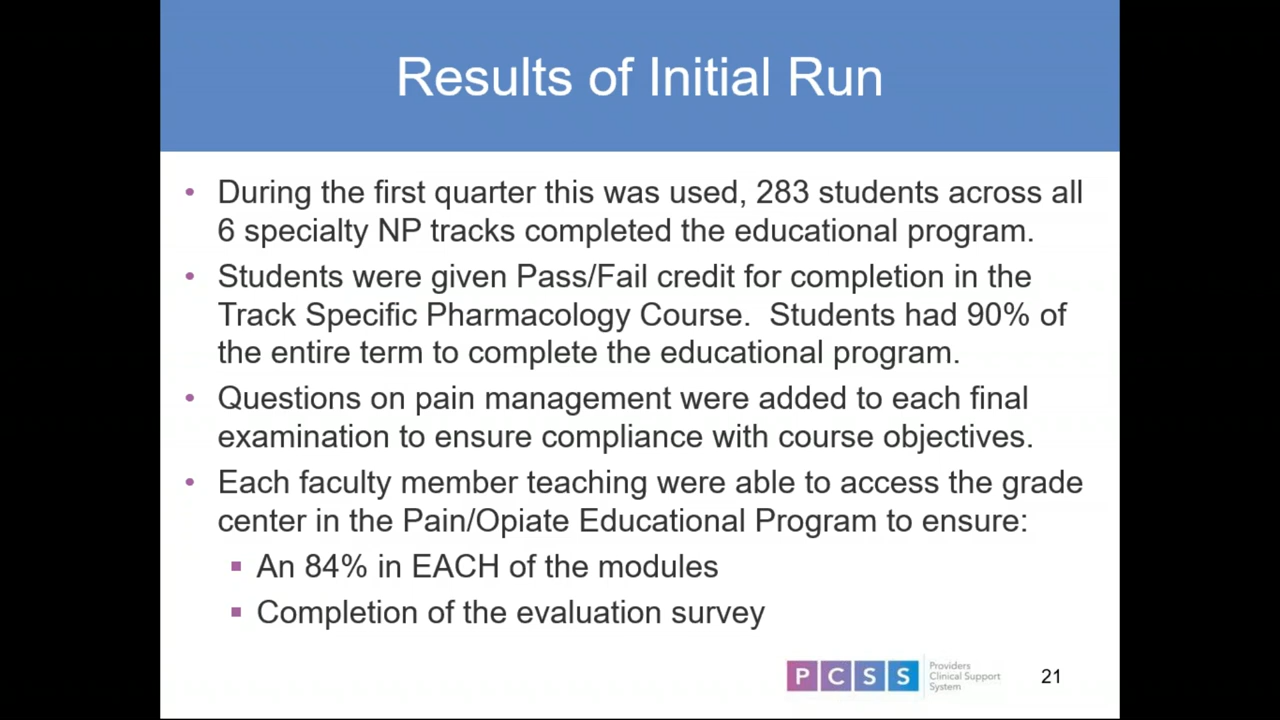 Results of Initial Run
• During the first quarter this was used, 283 students across all
6 specialty NP tracks completed the educational program.
• Students were given Pass/Fail credit for completion in the
Track Specific Pharmacology Course.  Students had 90% of
the entire term to complete the educational program.
• Questions on pain management were added to each final
examination to ensure compliance with course objectives.
• Each faculty member teaching were able to access the grade
center in the Pain/Opiate Educational Program to ensure:
▪ An 84% in EACH of the modules
▪ Completion of the evaluation survey
PCSS
Providers
Clinical Support
System
21